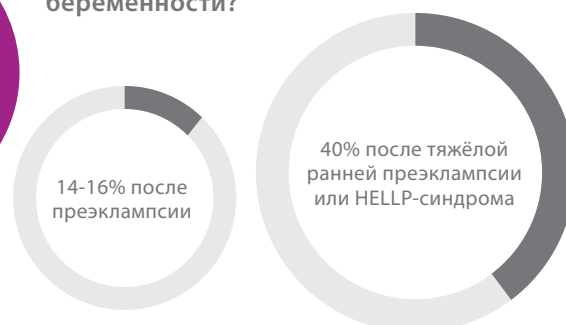 беременности?
14-16% после
преэклампсии
40% после тяжёлой
ранней преэклампсии
или HELLP-синдрома